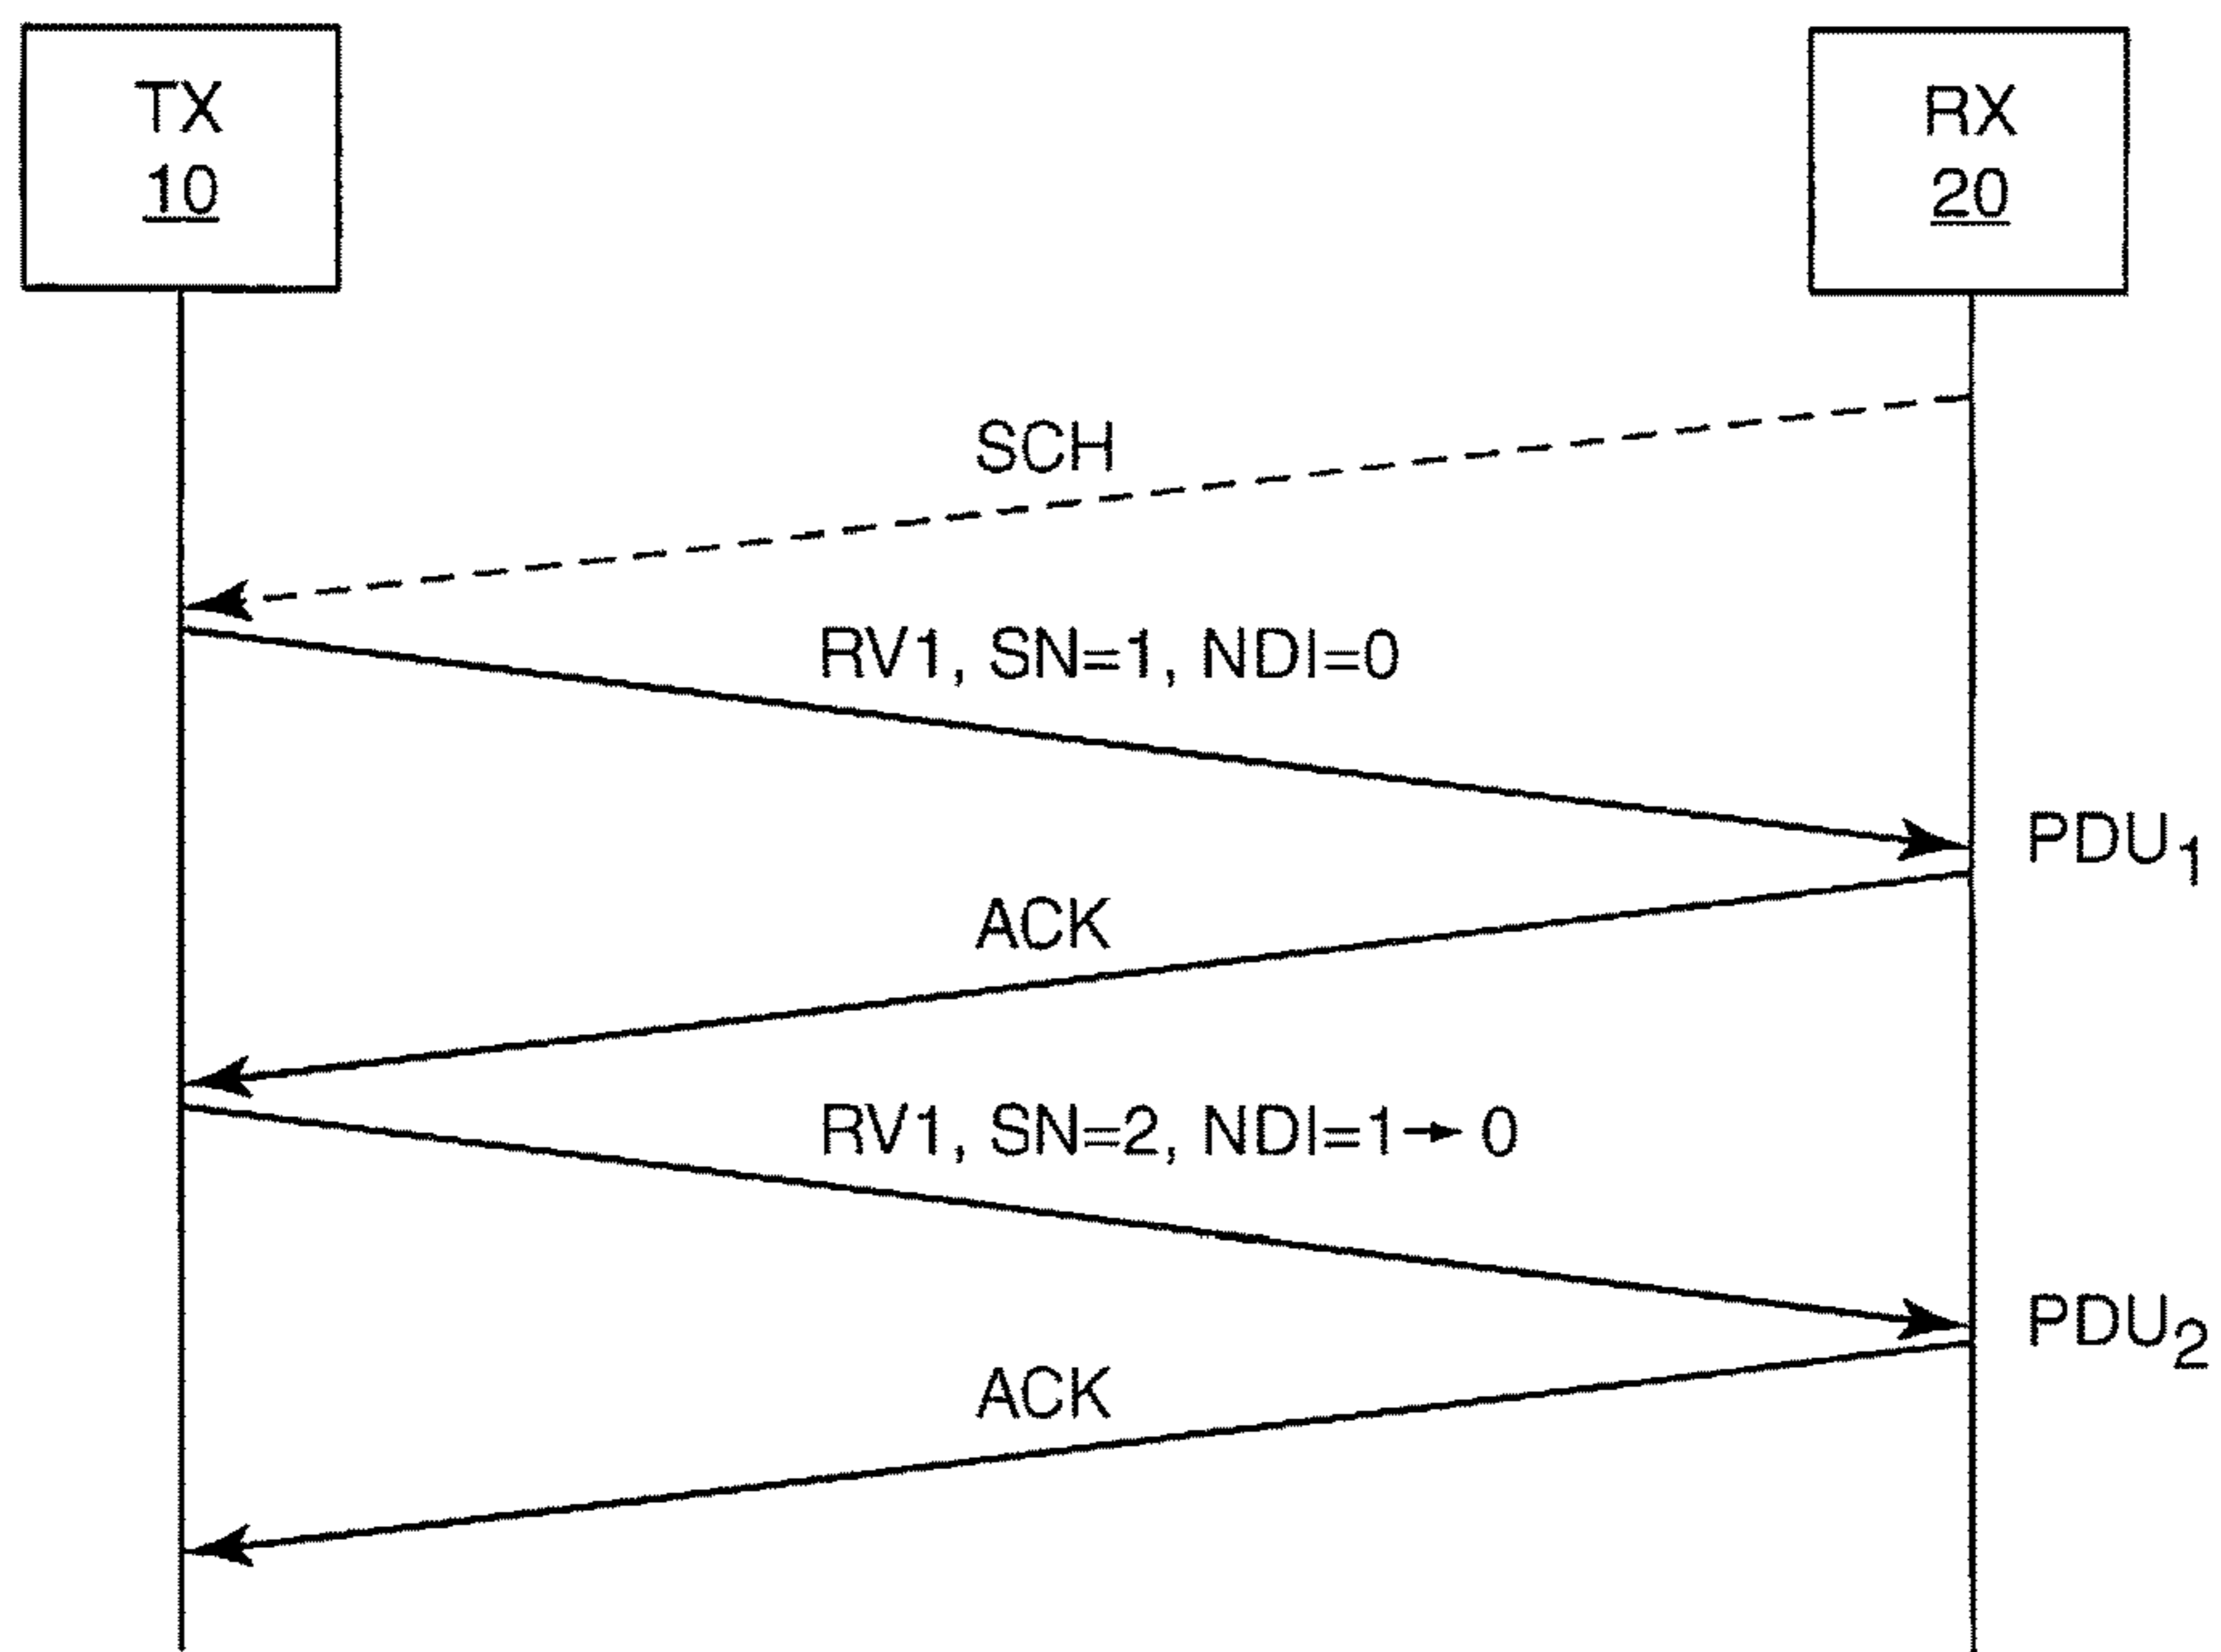 TX
10
RX
20
SCH
RV1, SN=1, NDI=0
PDU₁
ACK
RV1, SN=2, NDI=1→ 0
PDU₂
ACK